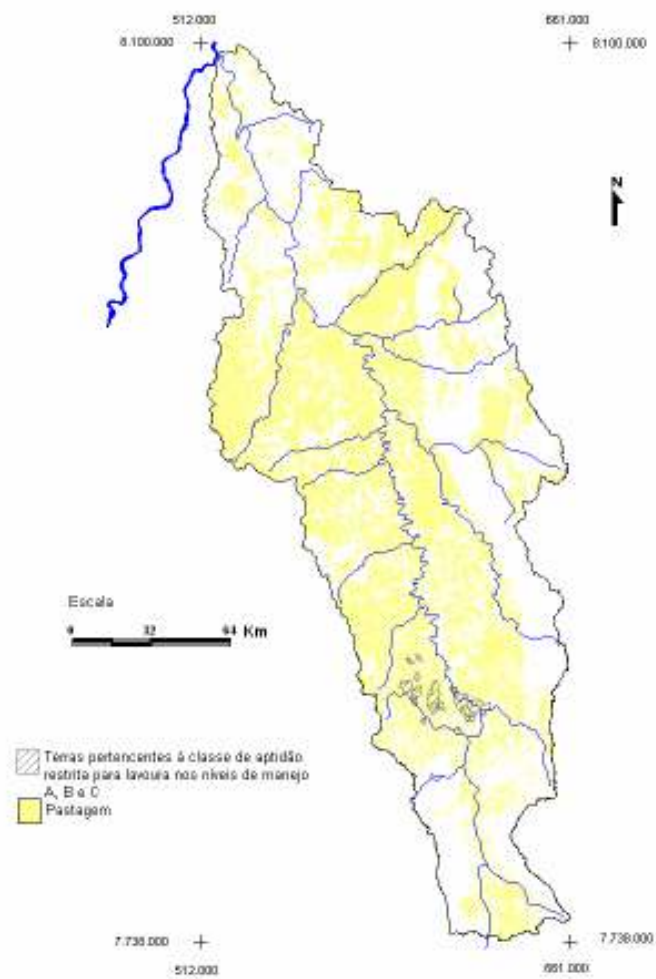 512.000 661.000
8.100.000 8.100.000
N
Escala
0 32 64 Km
Terras pertencentes á classe de aptidão
restrita para lavoura nos níveis de manejo
A, B e C
Pastagem
7.738.000 7.738.000
512.000 661.000